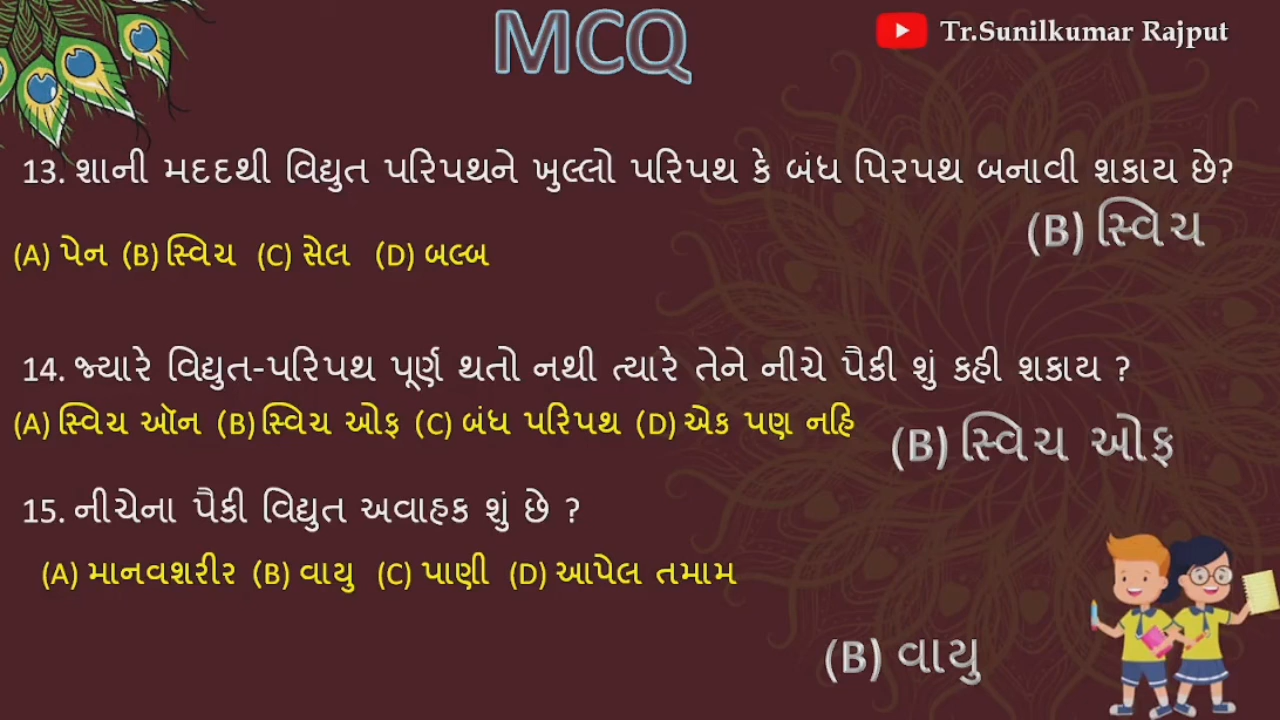 MCQ
Tr.Sunilkumar Rajput
13. શાની મદદથી વિદ્યુત પરિપથને ખુલ્લો પરિપથ કે બંધ પિરપથ બનાવી શકાય છે?
(B) સ્વિચ
(A) પેન (B) સ્વિચ (C) સેલ (D) બલ્બ
14. જ્યારે વિદ્યુત-પરિપથ પૂર્ણ થતો નથી ત્યારે તેને નીચે પૈકી શું કહી શકાય ?
(A) સ્વિચ ઑન (B) સ્વિચ ઓફ (C) બંધ પરિપથ (D) એક પણ નહિ
(B) સ્વિચ ઓફ
15. નીચેના પૈકી વિદ્યુત અવાહક શું છે ?
(A) માનવશરીર (B) વાયુ (C) પાણી (D) આપેલ તમામ
(B) વાયુ